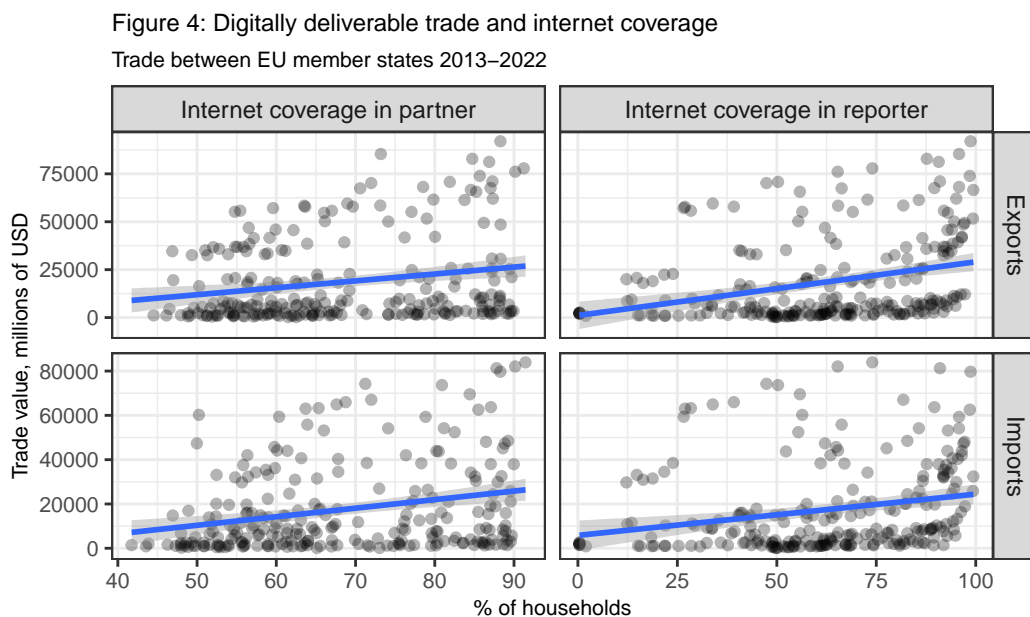 Figure 4: Digitally deliverable trade and internet coverage
Trade between EU member states 2013–2022
Internet coverage in partner
Internet coverage in reporter
Trade value, millions of USD
75000
50000
25000
0
Exports
80000
60000
40000
20000
0
Imports
40 50 60 70 80 90
0 25 50 75 100
% of households